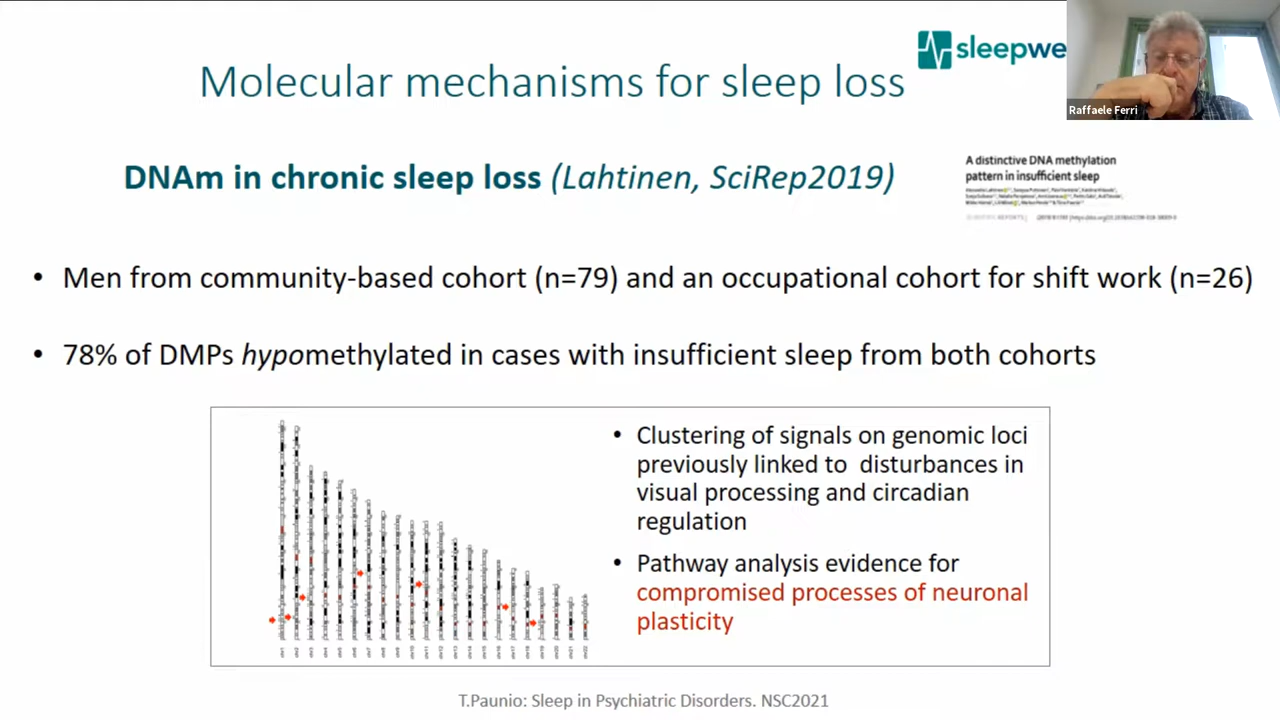 Molecular mechanisms for sleep loss
sleepwe
Raffaele Ferri
DNAm in chronic sleep loss (Lahtinen, SciRep2019)
A distinctive DNA methylation
pattern in insufficient sleep
• Men from community-based cohort (n=79) and an occupational cohort for shift work (n=26)
• 78% of DMPs hypomethylated in cases with insufficient sleep from both cohorts
• Clustering of signals on genomic loci
previously linked to disturbances in
visual processing and circadian
regulation
• Pathway analysis evidence for
compromised processes of neuronal
plasticity
T.Paunio: Sleep in Psychiatric Disorders. NSC2021